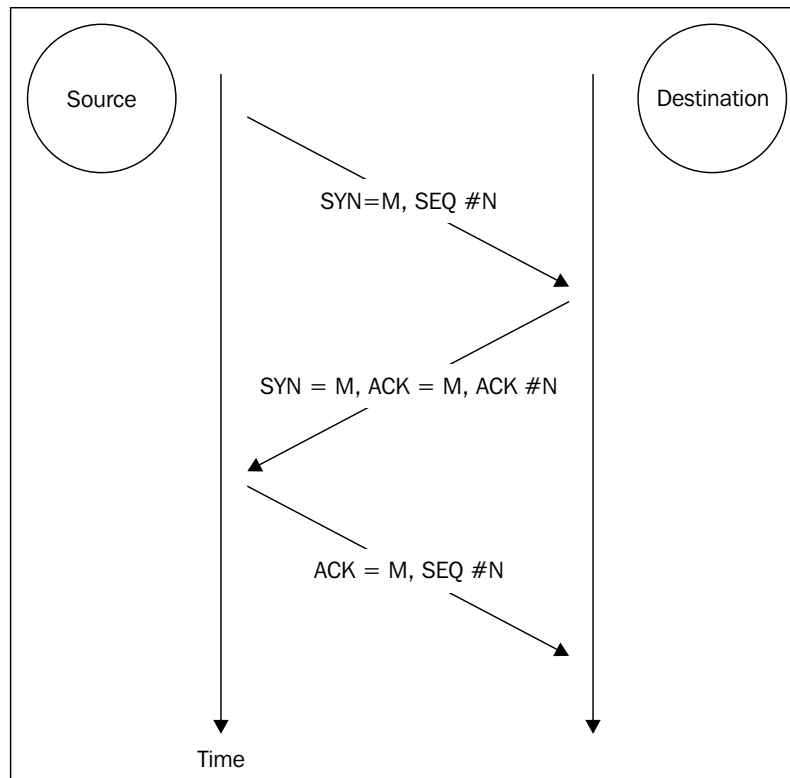 Source
Destination
SYN=M, SEQ #N
SYN = M, ACK = M, ACK #N
ACK = M, SEQ #N
Time